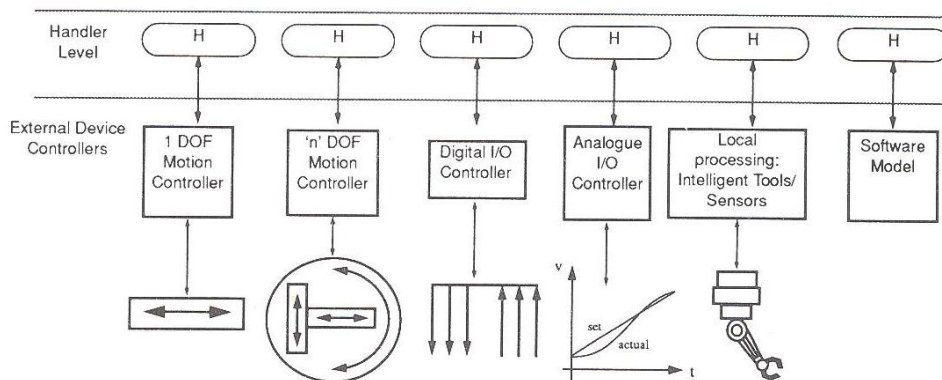 Handler
Level
H
H
H
H
H
H
External Device
Controllers
1 DOF
Motion
Controller
'n' DOF
Motion
Controller
Digital I/O
Controller
Analogue
I/O
Controller
Local
processing:
Intelligent Tools/
Sensors
Software
Model
V
set
actual
t